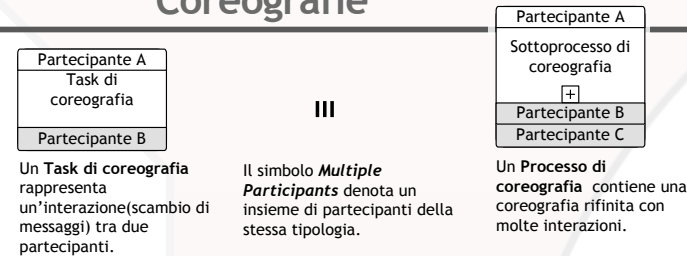 Coreografie
Partecipante A
Task di
coreografia
Partecipante B
Un Task di coreografia
rappresenta
un'interazione(scambio di
messaggi) tra due
partecipanti.
III
Il simbolo Multiple
Participants denota un
insieme di partecipanti della
stessa tipologia.
Partecipante A
Sottoprocesso di
coreografia
+
Partecipante B
Partecipante C
Un Processo di
coreografia contiene una
coreografia rifinita con
molte interazioni.